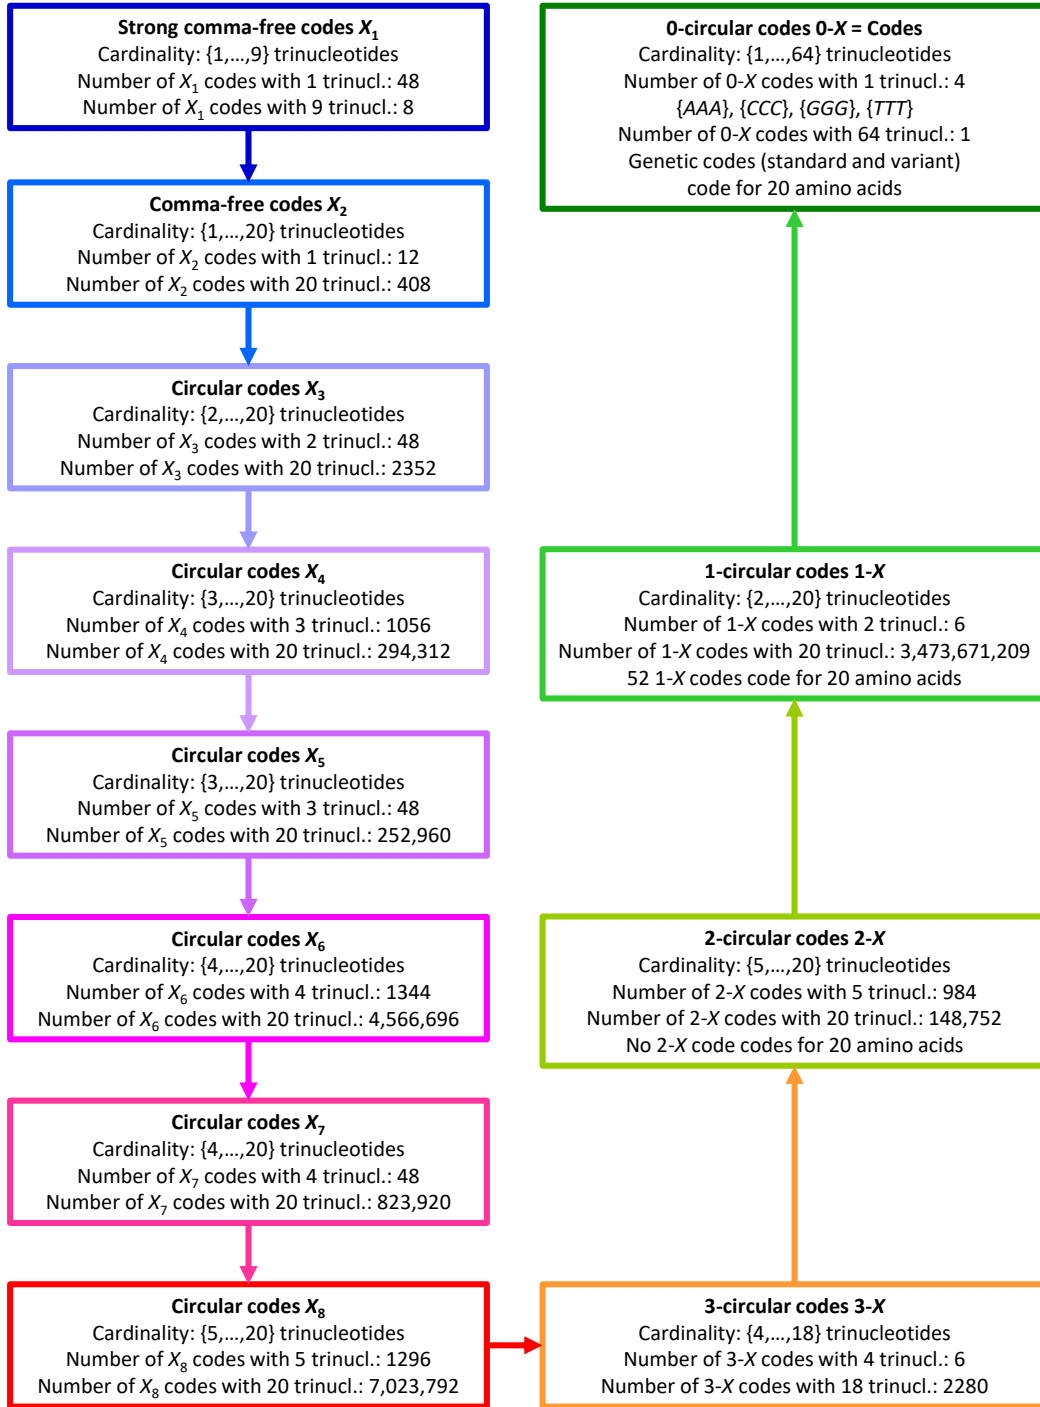 Strong comma-free codes X₁
Cardinality: {1,…,9} trinucleotides
Number of X₁ codes with 1 trinucl.: 48
Number of X₁ codes with 9 trinucl.: 8
Comma-free codes X₂
Cardinality: {1,…,20} trinucleotides
Number of X₂ codes with 1 trinucl.: 12
Number of X₂ codes with 20 trinucl.: 408
Circular codes X₃
Cardinality: {2,…,20} trinucleotides
Number of X₃ codes with 2 trinucl.: 48
Number of X₃ codes with 20 trinucl.: 2352
Circular codes X₄
Cardinality: {3,…,20} trinucleotides
Number of X₄ codes with 3 trinucl.: 1056
Number of X₄ codes with 20 trinucl.: 294,312
Circular codes X₅
Cardinality: {3,…,20} trinucleotides
Number of X₅ codes with 3 trinucl.: 48
Number of X₅ codes with 20 trinucl.: 252,960
Circular codes X₆
Cardinality: {4,…,20} trinucleotides
Number of X₆ codes with 4 trinucl.: 1344
Number of X₆ codes with 20 trinucl.: 4,566,696
Circular codes X₇
Cardinality: {4,…,20} trinucleotides
Number of X₇ codes with 4 trinucl.: 48
Number of X₇ codes with 20 trinucl.: 823,920
Circular codes X₈
Cardinality: {5,…,20} trinucleotides
Number of X₈ codes with 5 trinucl.: 1296
Number of X₈ codes with 20 trinucl.: 7,023,792
3-circular codes 3-X
Cardinality: {4,…,18} trinucleotides
Number of 3-X codes with 4 trinucl.: 6
Number of 3-X codes with 18 trinucl.: 2280
2-circular codes 2-X
Cardinality: {5,…,20} trinucleotides
Number of 2-X codes with 5 trinucl.: 984
Number of 2-X codes with 20 trinucl.: 148,752
No 2-X code codes for 20 amino acids
1-circular codes 1-X
Cardinality: {2,…,20} trinucleotides
Number of 1-X codes with 2 trinucl.: 6
Number of 1-X codes with 20 trinucl.: 3,473,671,209
52 1-X codes code for 20 amino acids
0-circular codes 0-X = Codes
Cardinality: {1,…,64} trinucleotides
Number of 0-X codes with 1 trinucl.: 4
{AAA}, {CCC}, {GGG}, {TTT}
Number of 0-X codes with 64 trinucl.: 1
Genetic codes (standard and variant)
code for 20 amino acids